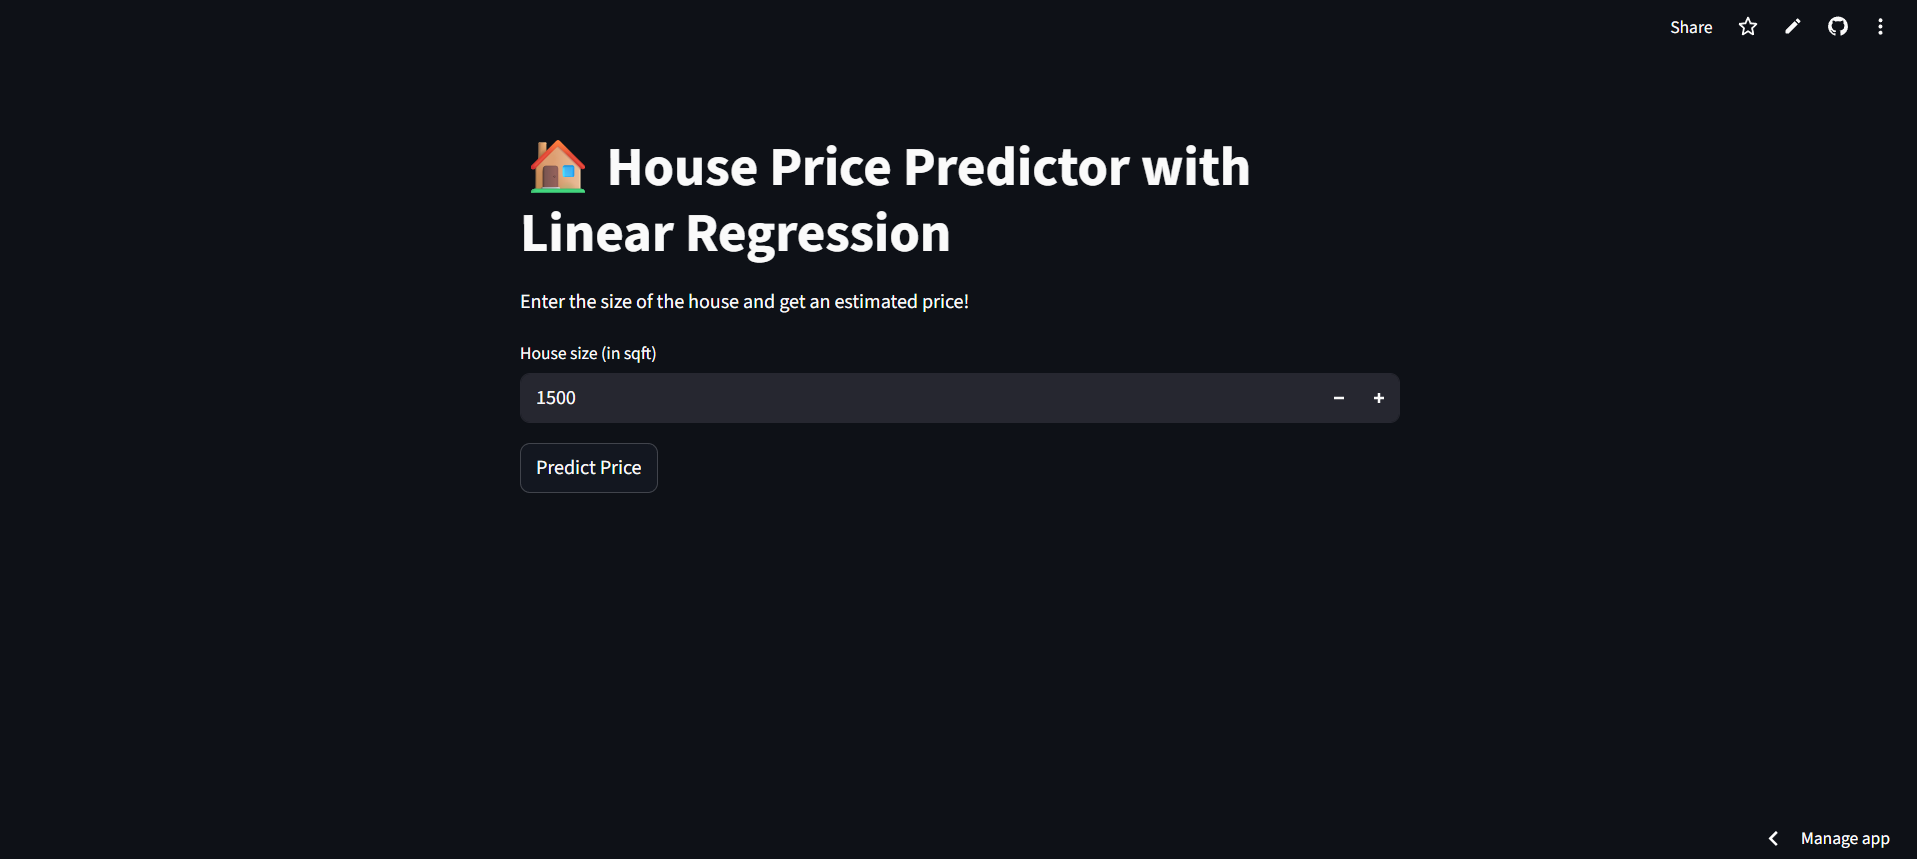 Share
🏠 House Price Predictor with
Linear Regression
Enter the size of the house and get an estimated price!
House size (in sqft)
1500
Predict Price
Manage app